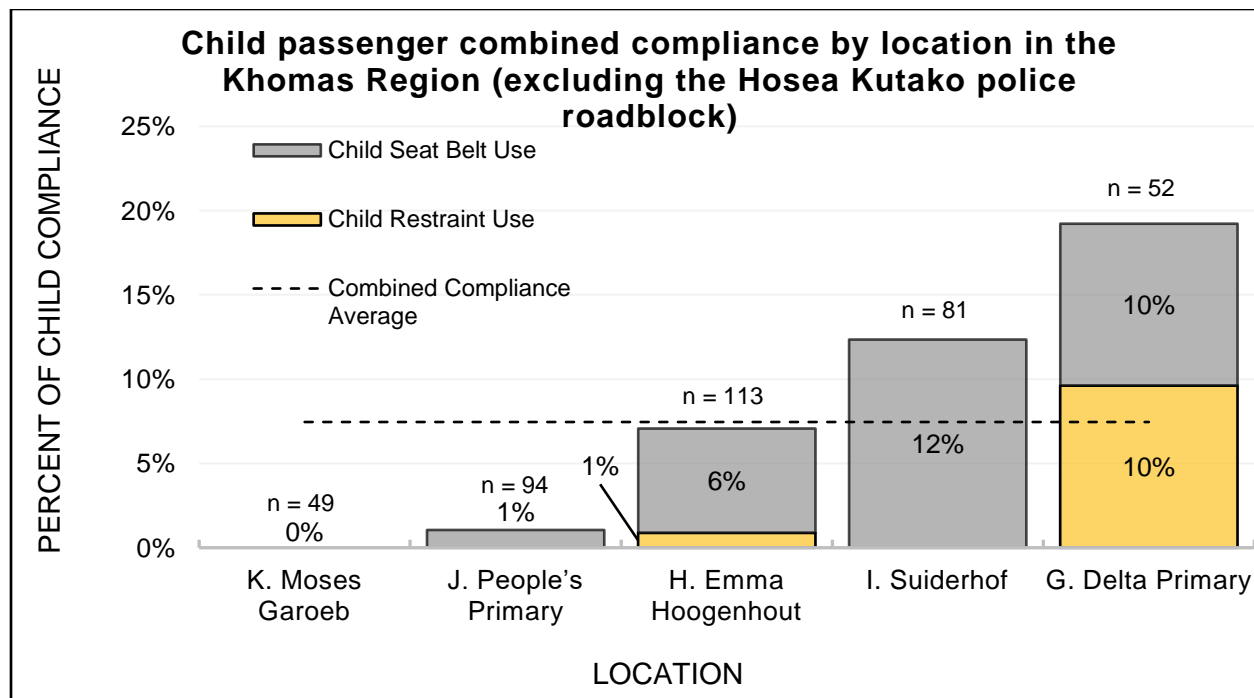 Child passenger combined compliance by location in the
Khomas Region (excluding the Hosea Kutako police
roadblock)
PERCENT OF CHILD COMPLIANCE
25%
20%
15%
10%
5%
0%
Child Seat Belt Use
Child Restraint Use
Combined Compliance
Average
n = 49
0%
n = 94
1%
1%
n = 113
6%
n = 81
12%
n = 52
10%
10%
K. Moses
Garoeb
J. People’s
Primary
H. Emma
Hoogenhout
I. Suiderhof
G. Delta Primary
LOCATION